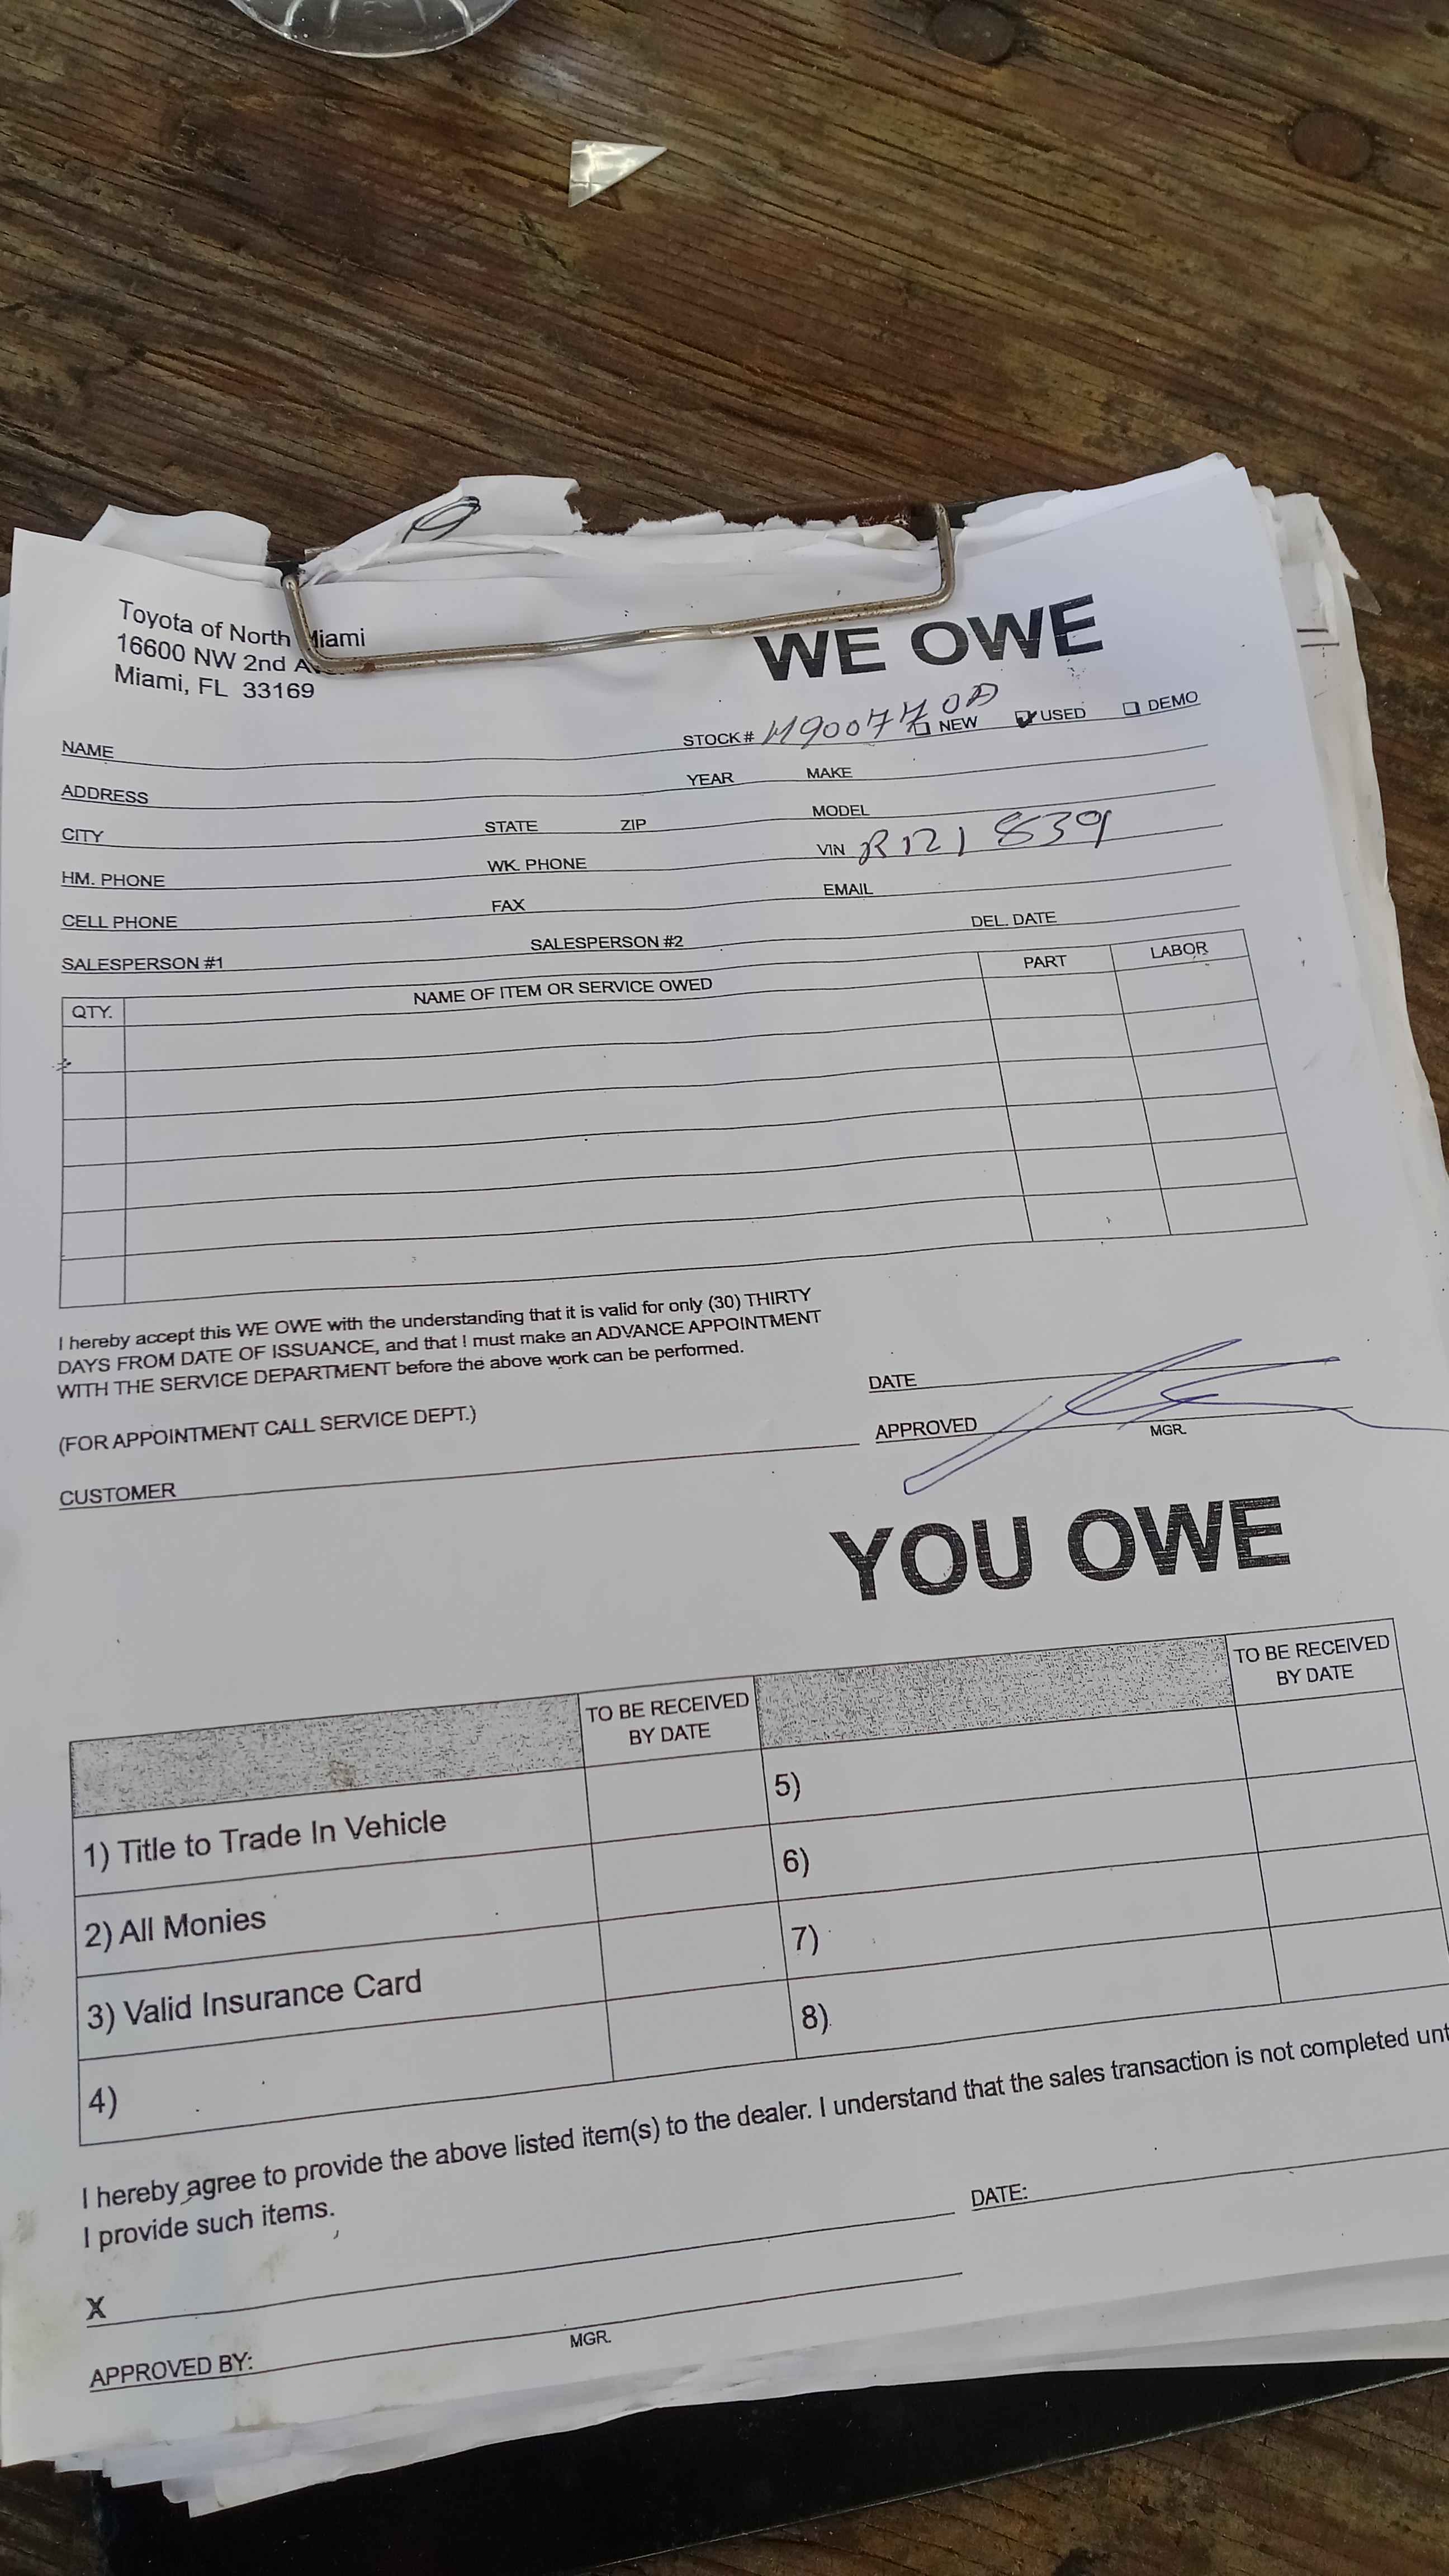 Toyota of North Miami
16600 NW 2nd
Miami, FL 33169
WE OWE
STOCK# NEW USED DEMO
NAME
YEAR MAKE
ADDRESS
MODEL
CITY STATE ZIP
VIN R121839
HM. PHONE WK. PHONE
EMAIL
CELL PHONE FAX
DEL. DATE
SALESPERSON #1 SALESPERSON #2
QTY. NAME OF ITEM OR SERVICE OWED PART LABOR
I hereby accept this WE OWE with the understanding that it is valid for only (30) THIRTY
DAYS FROM DATE OF ISSUANCE, and that I must make an ADVANCE APPOINTMENT
WITH THE SERVICE DEPARTMENT before the above work can be performed.
DATE
(FOR APPOINTMENT CALL SERVICE DEPT.)
APPROVED
MGR.
CUSTOMER
YOU OWE
TO BE RECEIVED
BY DATE
TO BE RECEIVED
BY DATE
1) Title to Trade In Vehicle 5)
2) All Monies 6)
3) Valid Insurance Card 7)
4) 8)
I hereby agree to provide the above listed item(s) to the dealer. I understand that the sales transaction is not completed
I provide such items.
X DATE:
APPROVED BY: MGR.